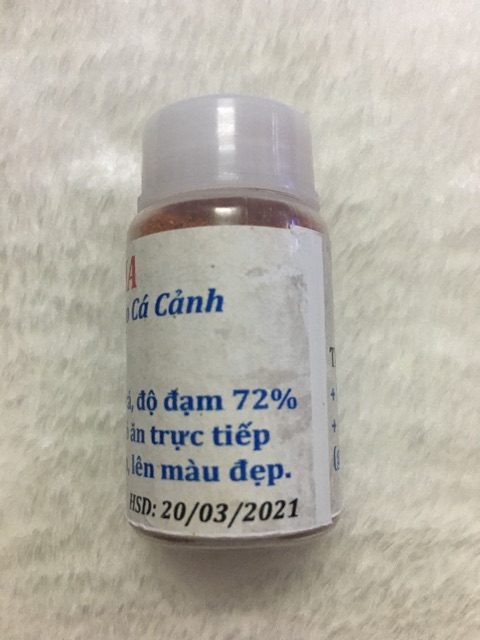 A
Cá Cảnh
độ đạm 72%
ăn trực tiếp
lên màu đẹp.
HSD: 20/03/2021
T
+
+
(